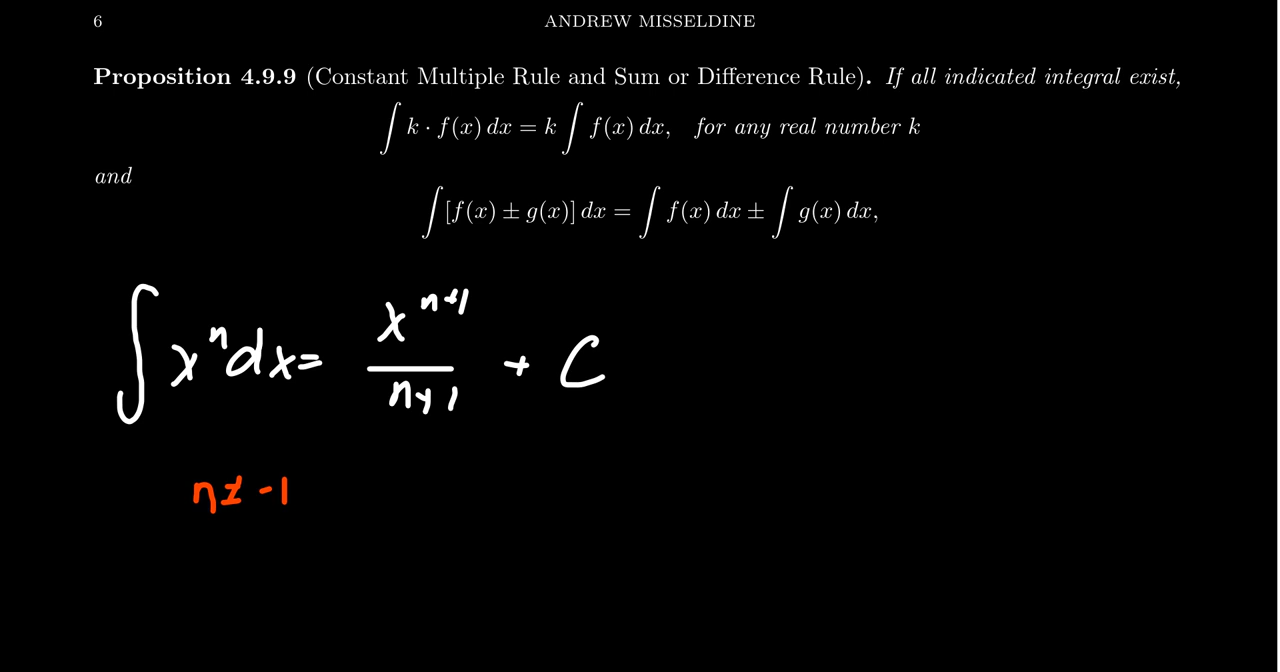 6 ANDREW MISSELDINE
Proposition 4.9.9 (Constant Multiple Rule and Sum or Difference Rule). If all indicated integral exist,
∫ k · f(x) dx = k ∫ f(x) dx, for any real number k
and
∫ [f(x) ± g(x)] dx = ∫ f(x) dx ± ∫ g(x) dx,
∫ x^n dx = x^{n+1} / (n+1) + C
n ≠ -1